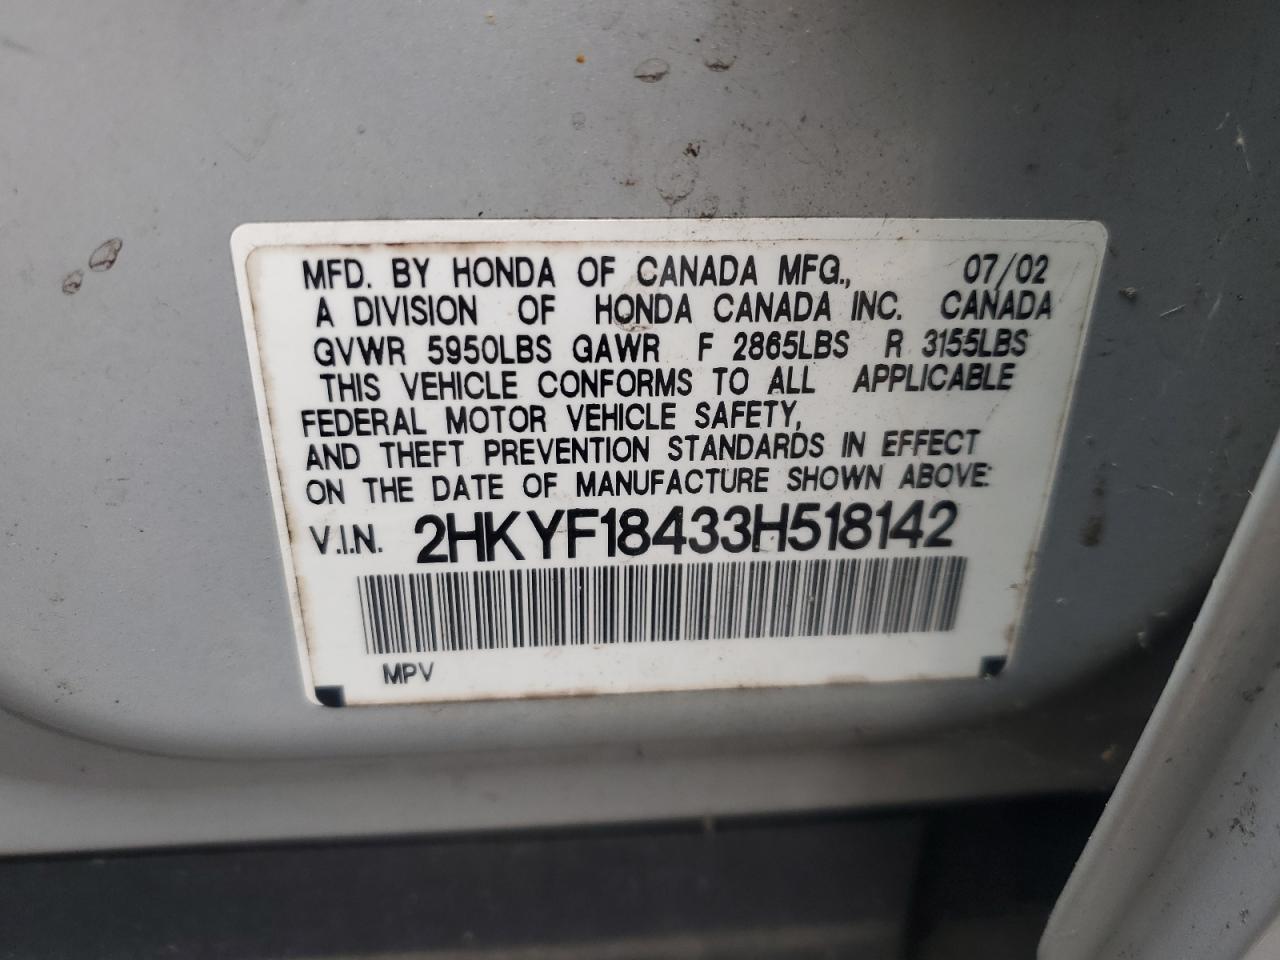 MFD. BY HONDA OF CANADA MFG., 07/02
A DIVISION OF HONDA CANADA INC. CANADA
GVWR 5950LBS GAWR F 2865LBS R 3155LBS
THIS VEHICLE CONFORMS TO ALL APPLICABLE
FEDERAL MOTOR VEHICLE SAFETY,
AND THEFT PREVENTION STANDARDS IN EFFECT
ON THE DATE OF MANUFACTURE SHOWN ABOVE:
V.I.N. 2HKYF18433H518142
MPV